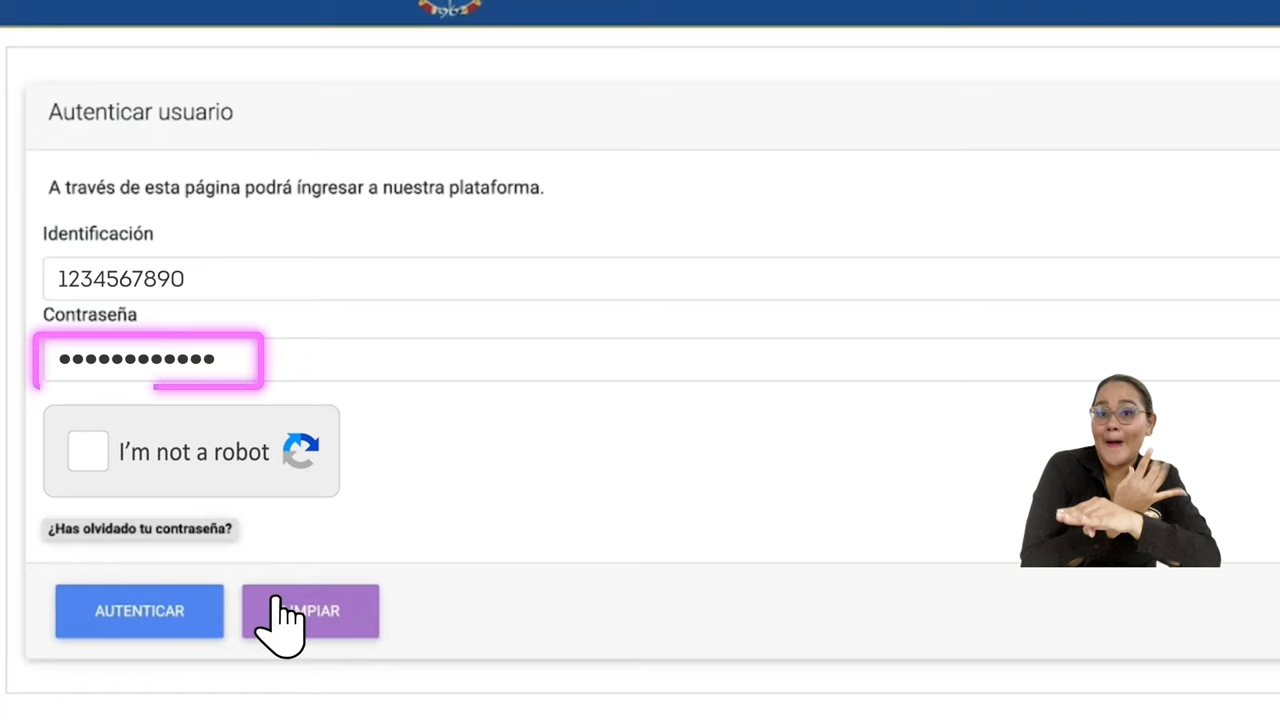 Autenticar usuario
A través de esta página podrá íngresar a nuestra plataforma.
Identificación
1234567890
Contraseña
••••••••••••
I'm not a robot
¿Has olvidado tu contraseña?
AUTENTICAR